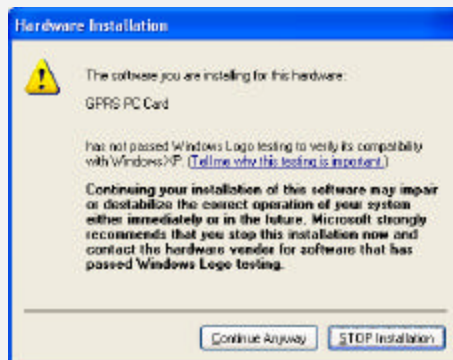 Hardware Installation
The software you are installing for this hardware:
GPRS PC Card
has not passed Windows Logo testing to verify its compatibility
with Windows XP. (Tell me why this testing is important.)
Continuing your installation of this software may impair
or destabilize the correct operation of your system
either immediately or in the future. Microsoft strongly
recommends that you stop this installation now and
contact the hardware vendor for software that has
passed Windows Logo testing.
Continue Anyway
STOP Installation